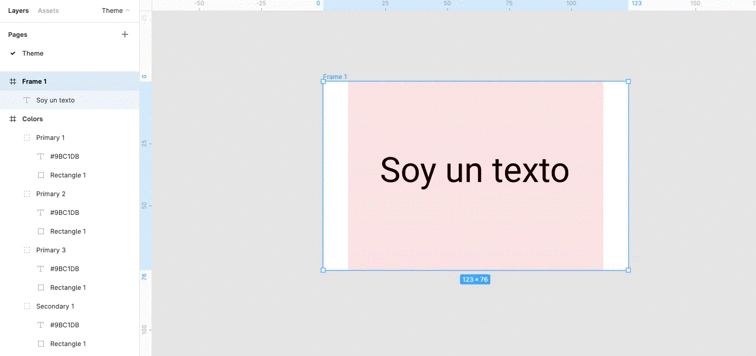 Layers Assets Theme
Pages
Theme
Frame 1
Soy un texto
Colors
Primary 1
#9BC1DB
Rectangle 1
Primary 2
#9BC1DB
Rectangle 1
Primary 3
#9BC1DB
Rectangle 1
Secondary 1
#9BC1DB
Rectangle 1
-50 -25 0 25 50 75 100 123 150
0
25
50
76
100
Frame 1
Soy un texto
123 × 76